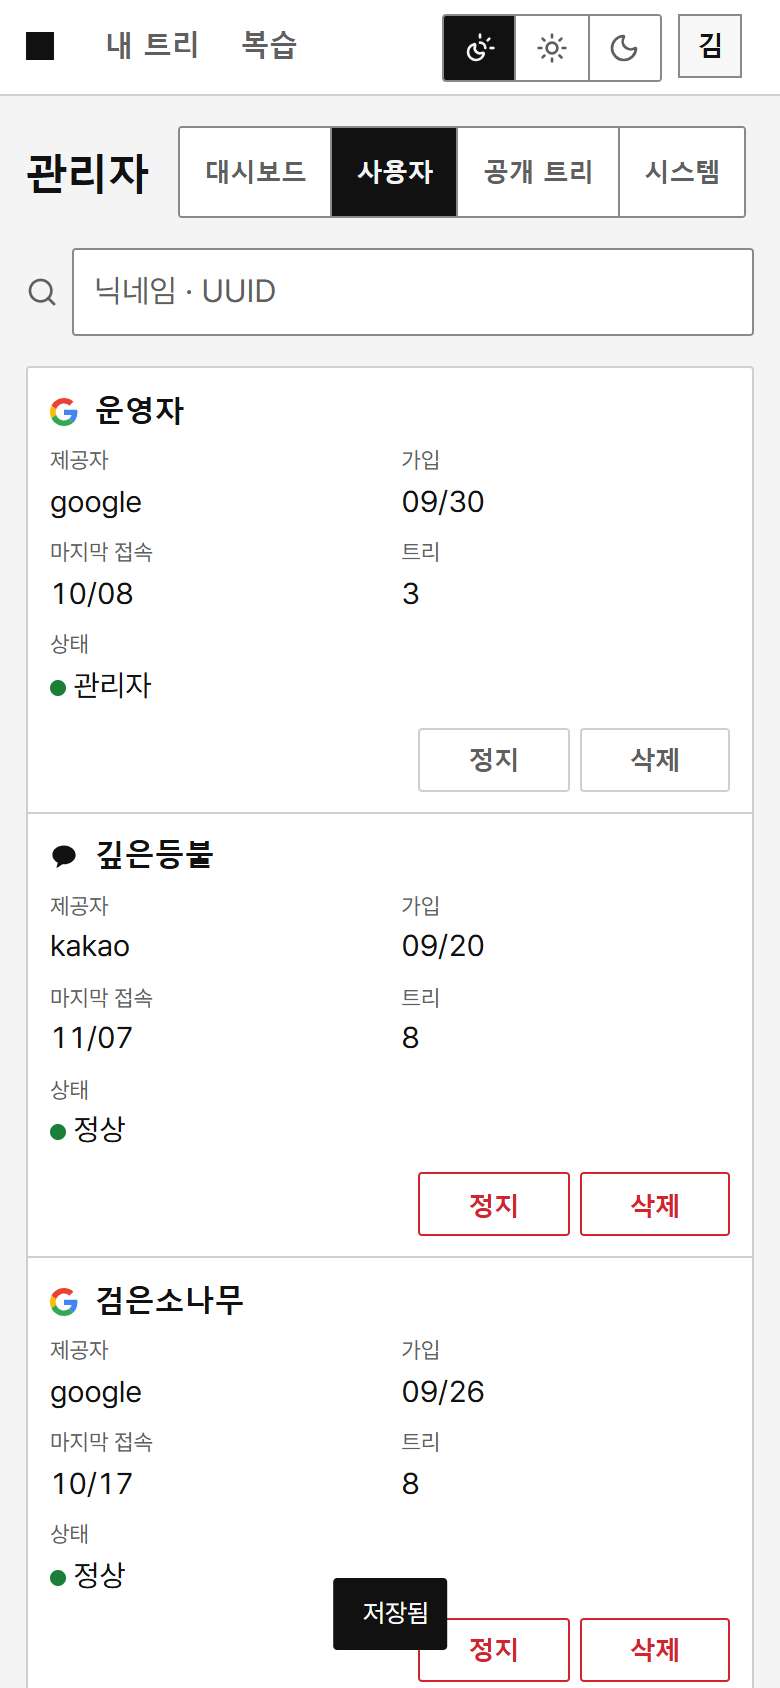 내 트리 복습 김
관리자 대시보드 사용자 공개 트리 시스템
닉네임 · UUID
운영자
제공자 가입
google 09/30
마지막 접속 트리
10/08 3
상태
관리자
정지 삭제
깊은등불
제공자 가입
kakao 09/20
마지막 접속 트리
11/07 8
상태
정상
정지 삭제
검은소나무
제공자 가입
google 09/26
마지막 접속 트리
10/17 8
상태
정상
저장됨
정지 삭제